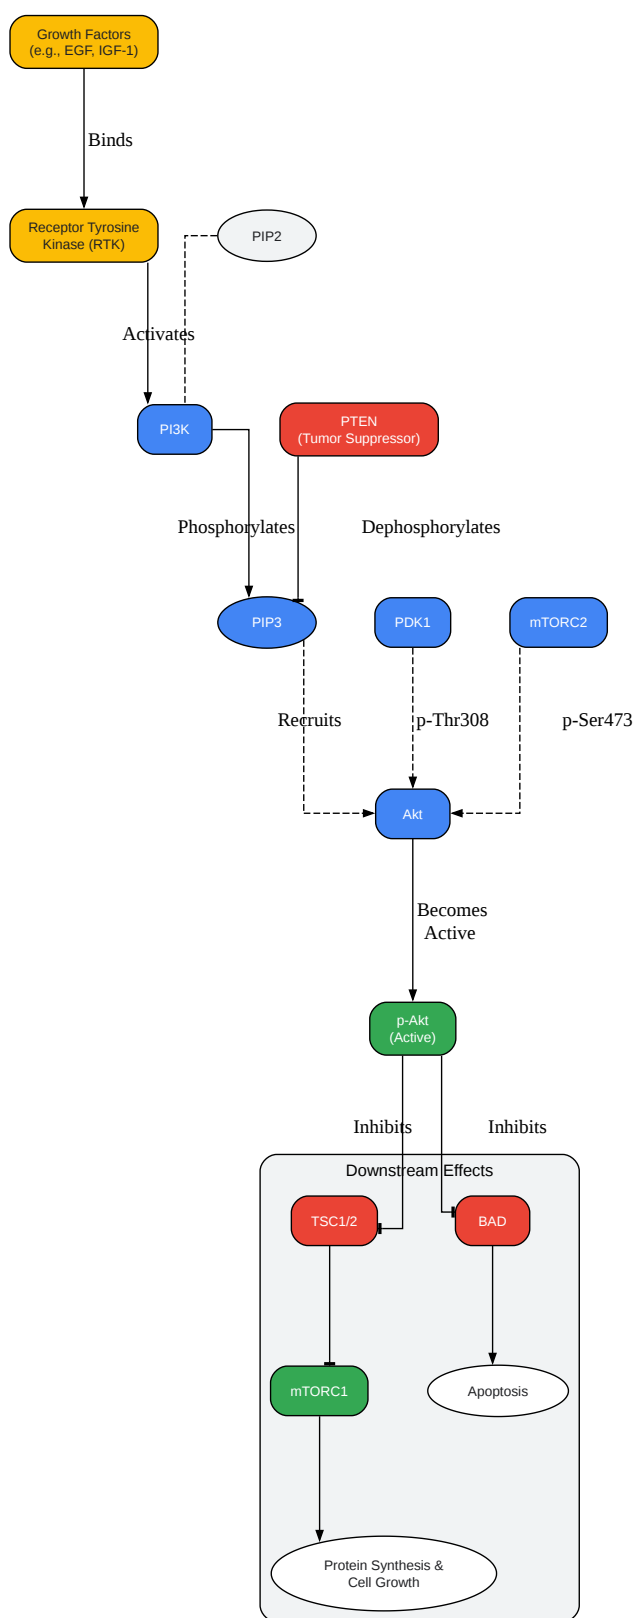 Growth Factors
(e.g., EGF, IGF-1)
Binds
Receptor Tyrosine
Kinase (RTK)
PIP2
Activates
PI3K
PTEN
(Tumor Suppressor)
Phosphorylates
Dephosphorylates
PIP3
PDK1
mTORC2
Recruits
p-Thr308
p-Ser473
Akt
Becomes
Active
p-Akt
(Active)
Inhibits
Inhibits
Downstream Effects
TSC1/2
BAD
mTORC1
Apoptosis
Protein Synthesis &
Cell Growth